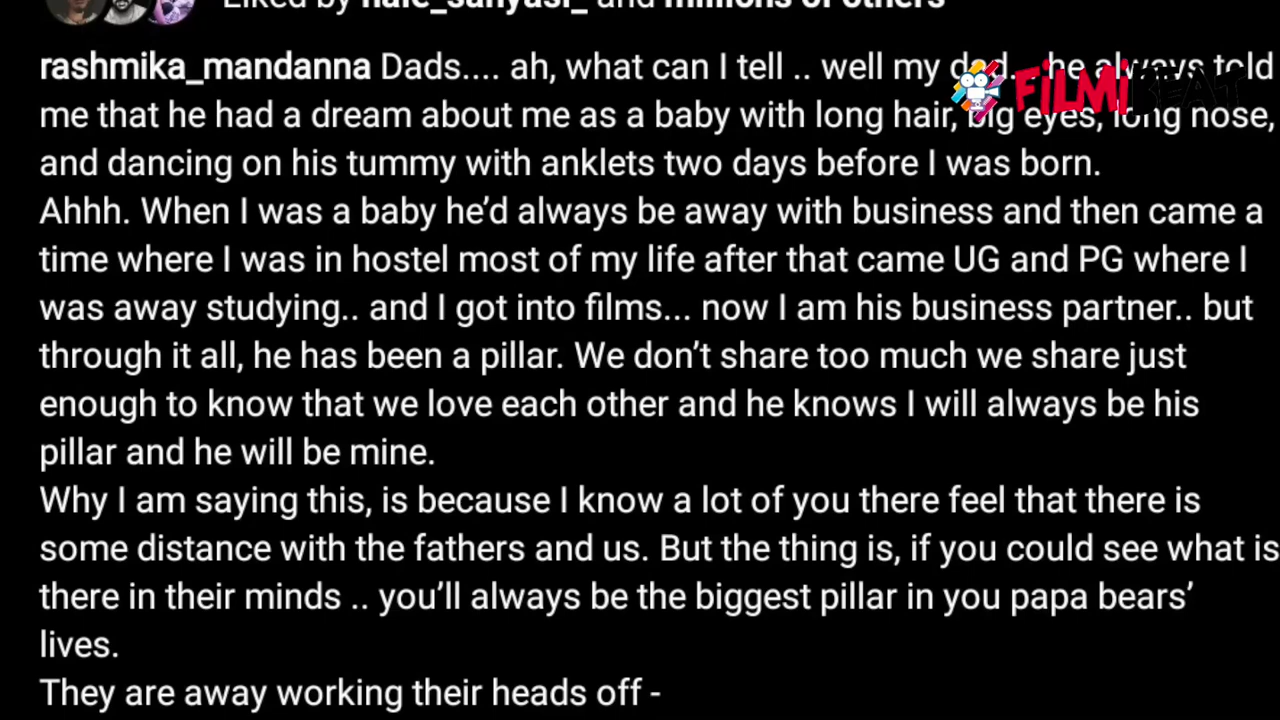 Liked by hale_sanyasi_ and millions of others
rashmika_mandanna Dads.... ah, what can I tell .. well my dad.. he always told
FiLMiBEAT
me that he had a dream about me as a baby with long hair, big eyes, long nose,
and dancing on his tummy with anklets two days before I was born.
Ahhh. When I was a baby he’d always be away with business and then came a
time where I was in hostel most of my life after that came UG and PG where I
was away studying.. and I got into films... now I am his business partner.. but
through it all, he has been a pillar. We don’t share too much we share just
enough to know that we love each other and he knows I will always be his
pillar and he will be mine.
Why I am saying this, is because I know a lot of you there feel that there is
some distance with the fathers and us. But the thing is, if you could see what is
there in their minds .. you’ll always be the biggest pillar in you papa bears’
lives.
They are away working their heads off -